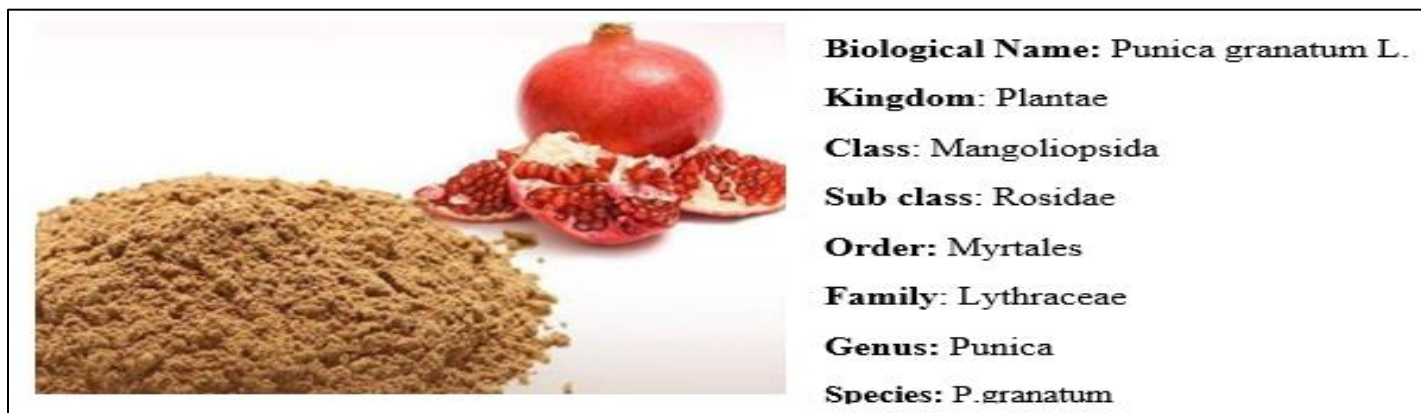 Biological Name: Punica granatum L.
Kingdom: Plantae
Class: Mangoliopsida
Sub class: Rosidae
Order: Myrtales
Family: Lythraceae
Genus: Punica
Species: P.granatum